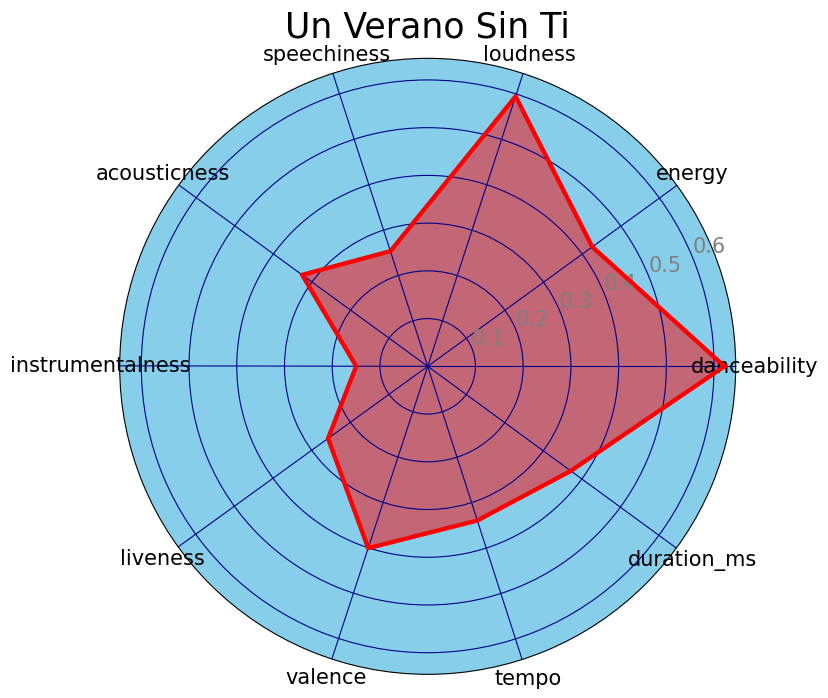 Un Verano Sin Ti
speechiness
loudness
acousticness
energy
0.6
0.5
0.4
0.3
0.2
0.1
instrumentalness
danceability
liveness
duration_ms
valence
tempo